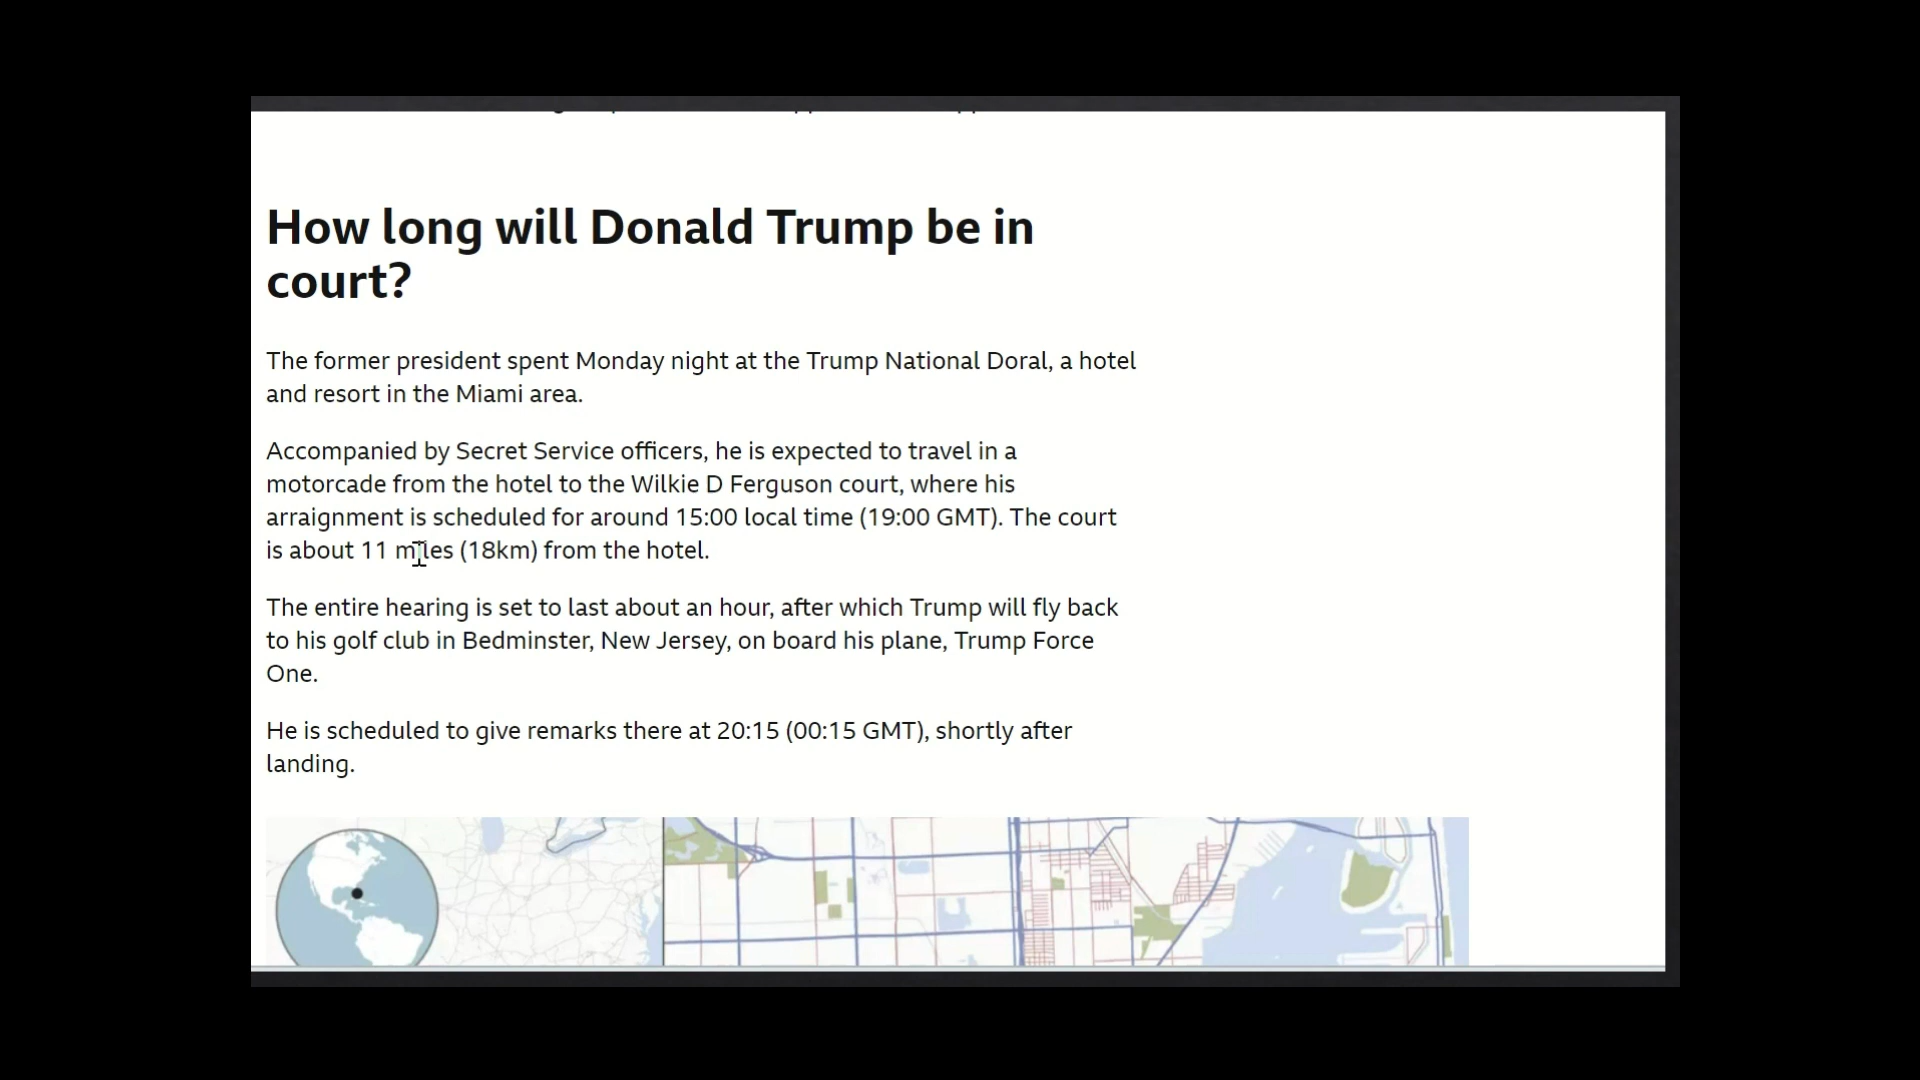 How long will Donald Trump be in
court?
The former president spent Monday night at the Trump National Doral, a hotel
and resort in the Miami area.
Accompanied by Secret Service officers, he is expected to travel in a
motorcade from the hotel to the Wilkie D Ferguson court, where his
arraignment is scheduled for around 15:00 local time (19:00 GMT). The court
is about 11 miles (18km) from the hotel.
The entire hearing is set to last about an hour, after which Trump will fly back
to his golf club in Bedminster, New Jersey, on board his plane, Trump Force
One.
He is scheduled to give remarks there at 20:15 (00:15 GMT), shortly after
landing.